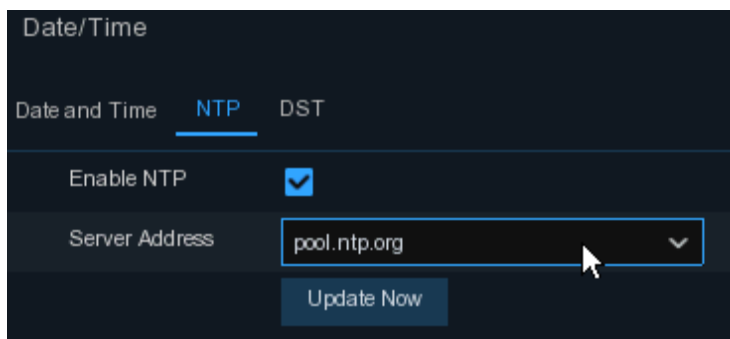 Date/Time
Date and Time NTP DST
Enable NTP
Server Address pool.ntp.org
Update Now